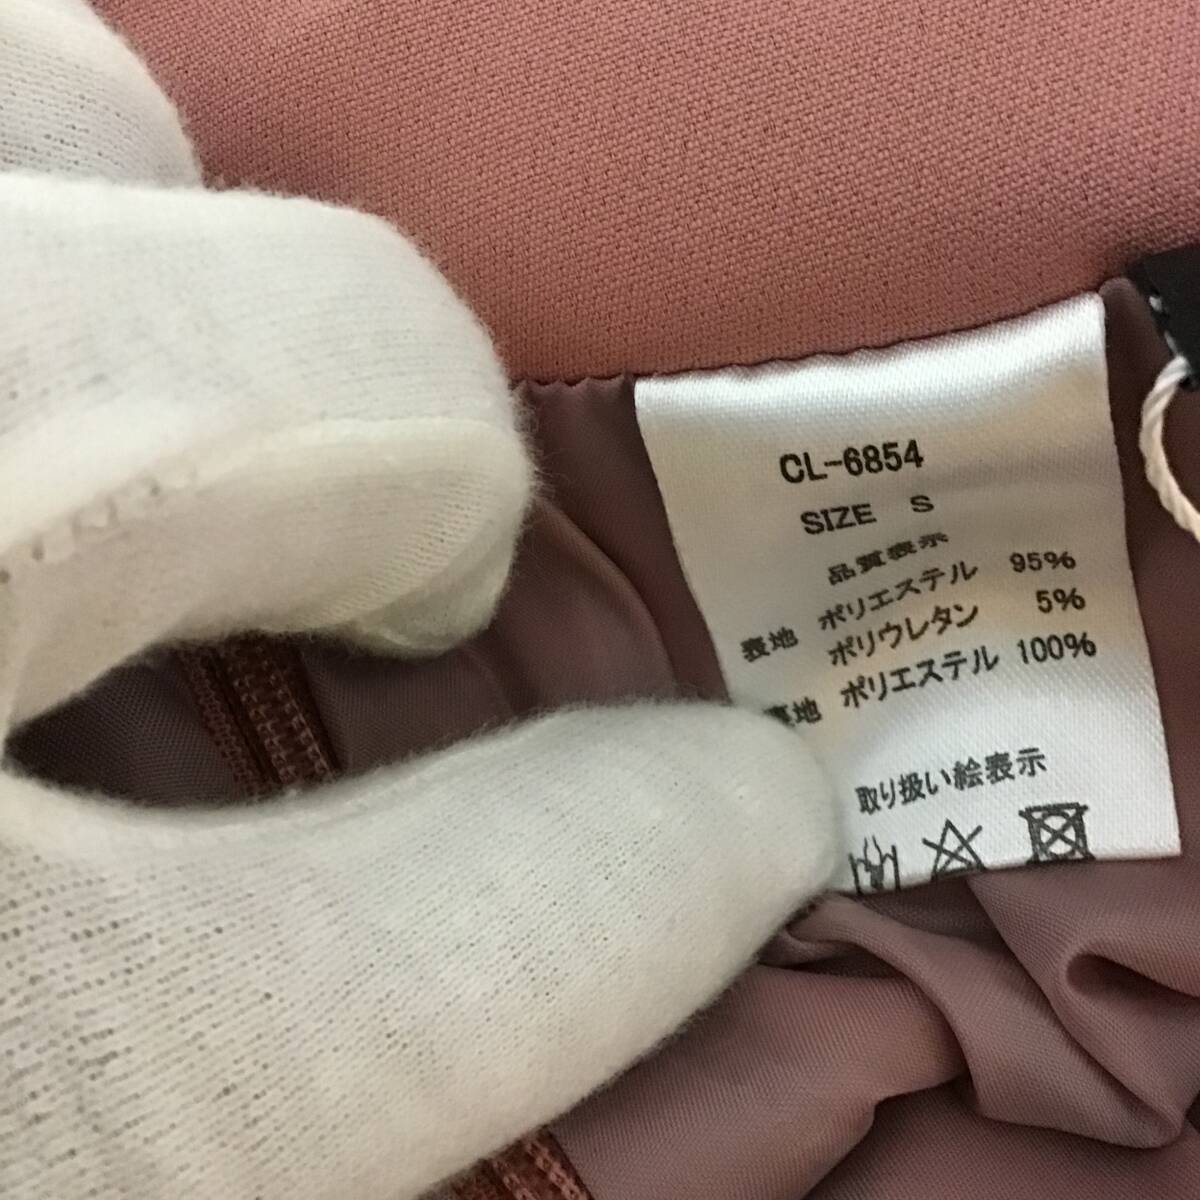 CL-6854
SIZE S
品質表示
表地 ポリエステル 95%
ポリウレタン 5%
裏地 ポリエステル 100%
取り扱い絵表示